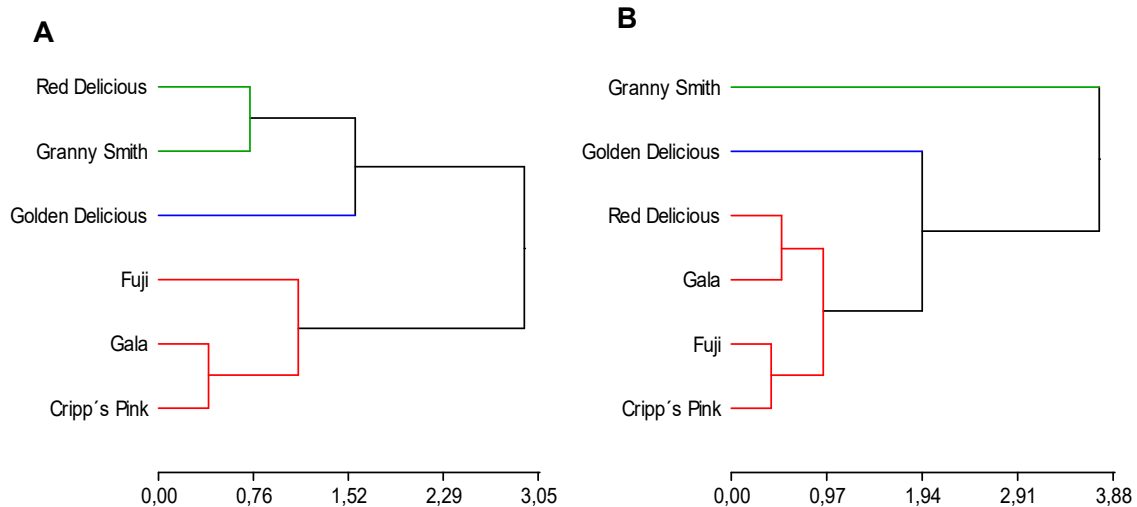 A
Red Delicious
Granny Smith
Golden Delicious
Fuji
Gala
Cripp´s Pink
0,00 0,76 1,52 2,29 3,05
B
Granny Smith
Golden Delicious
Red Delicious
Gala
Fuji
Cripp´s Pink
0,00 0,97 1,94 2,91 3,88